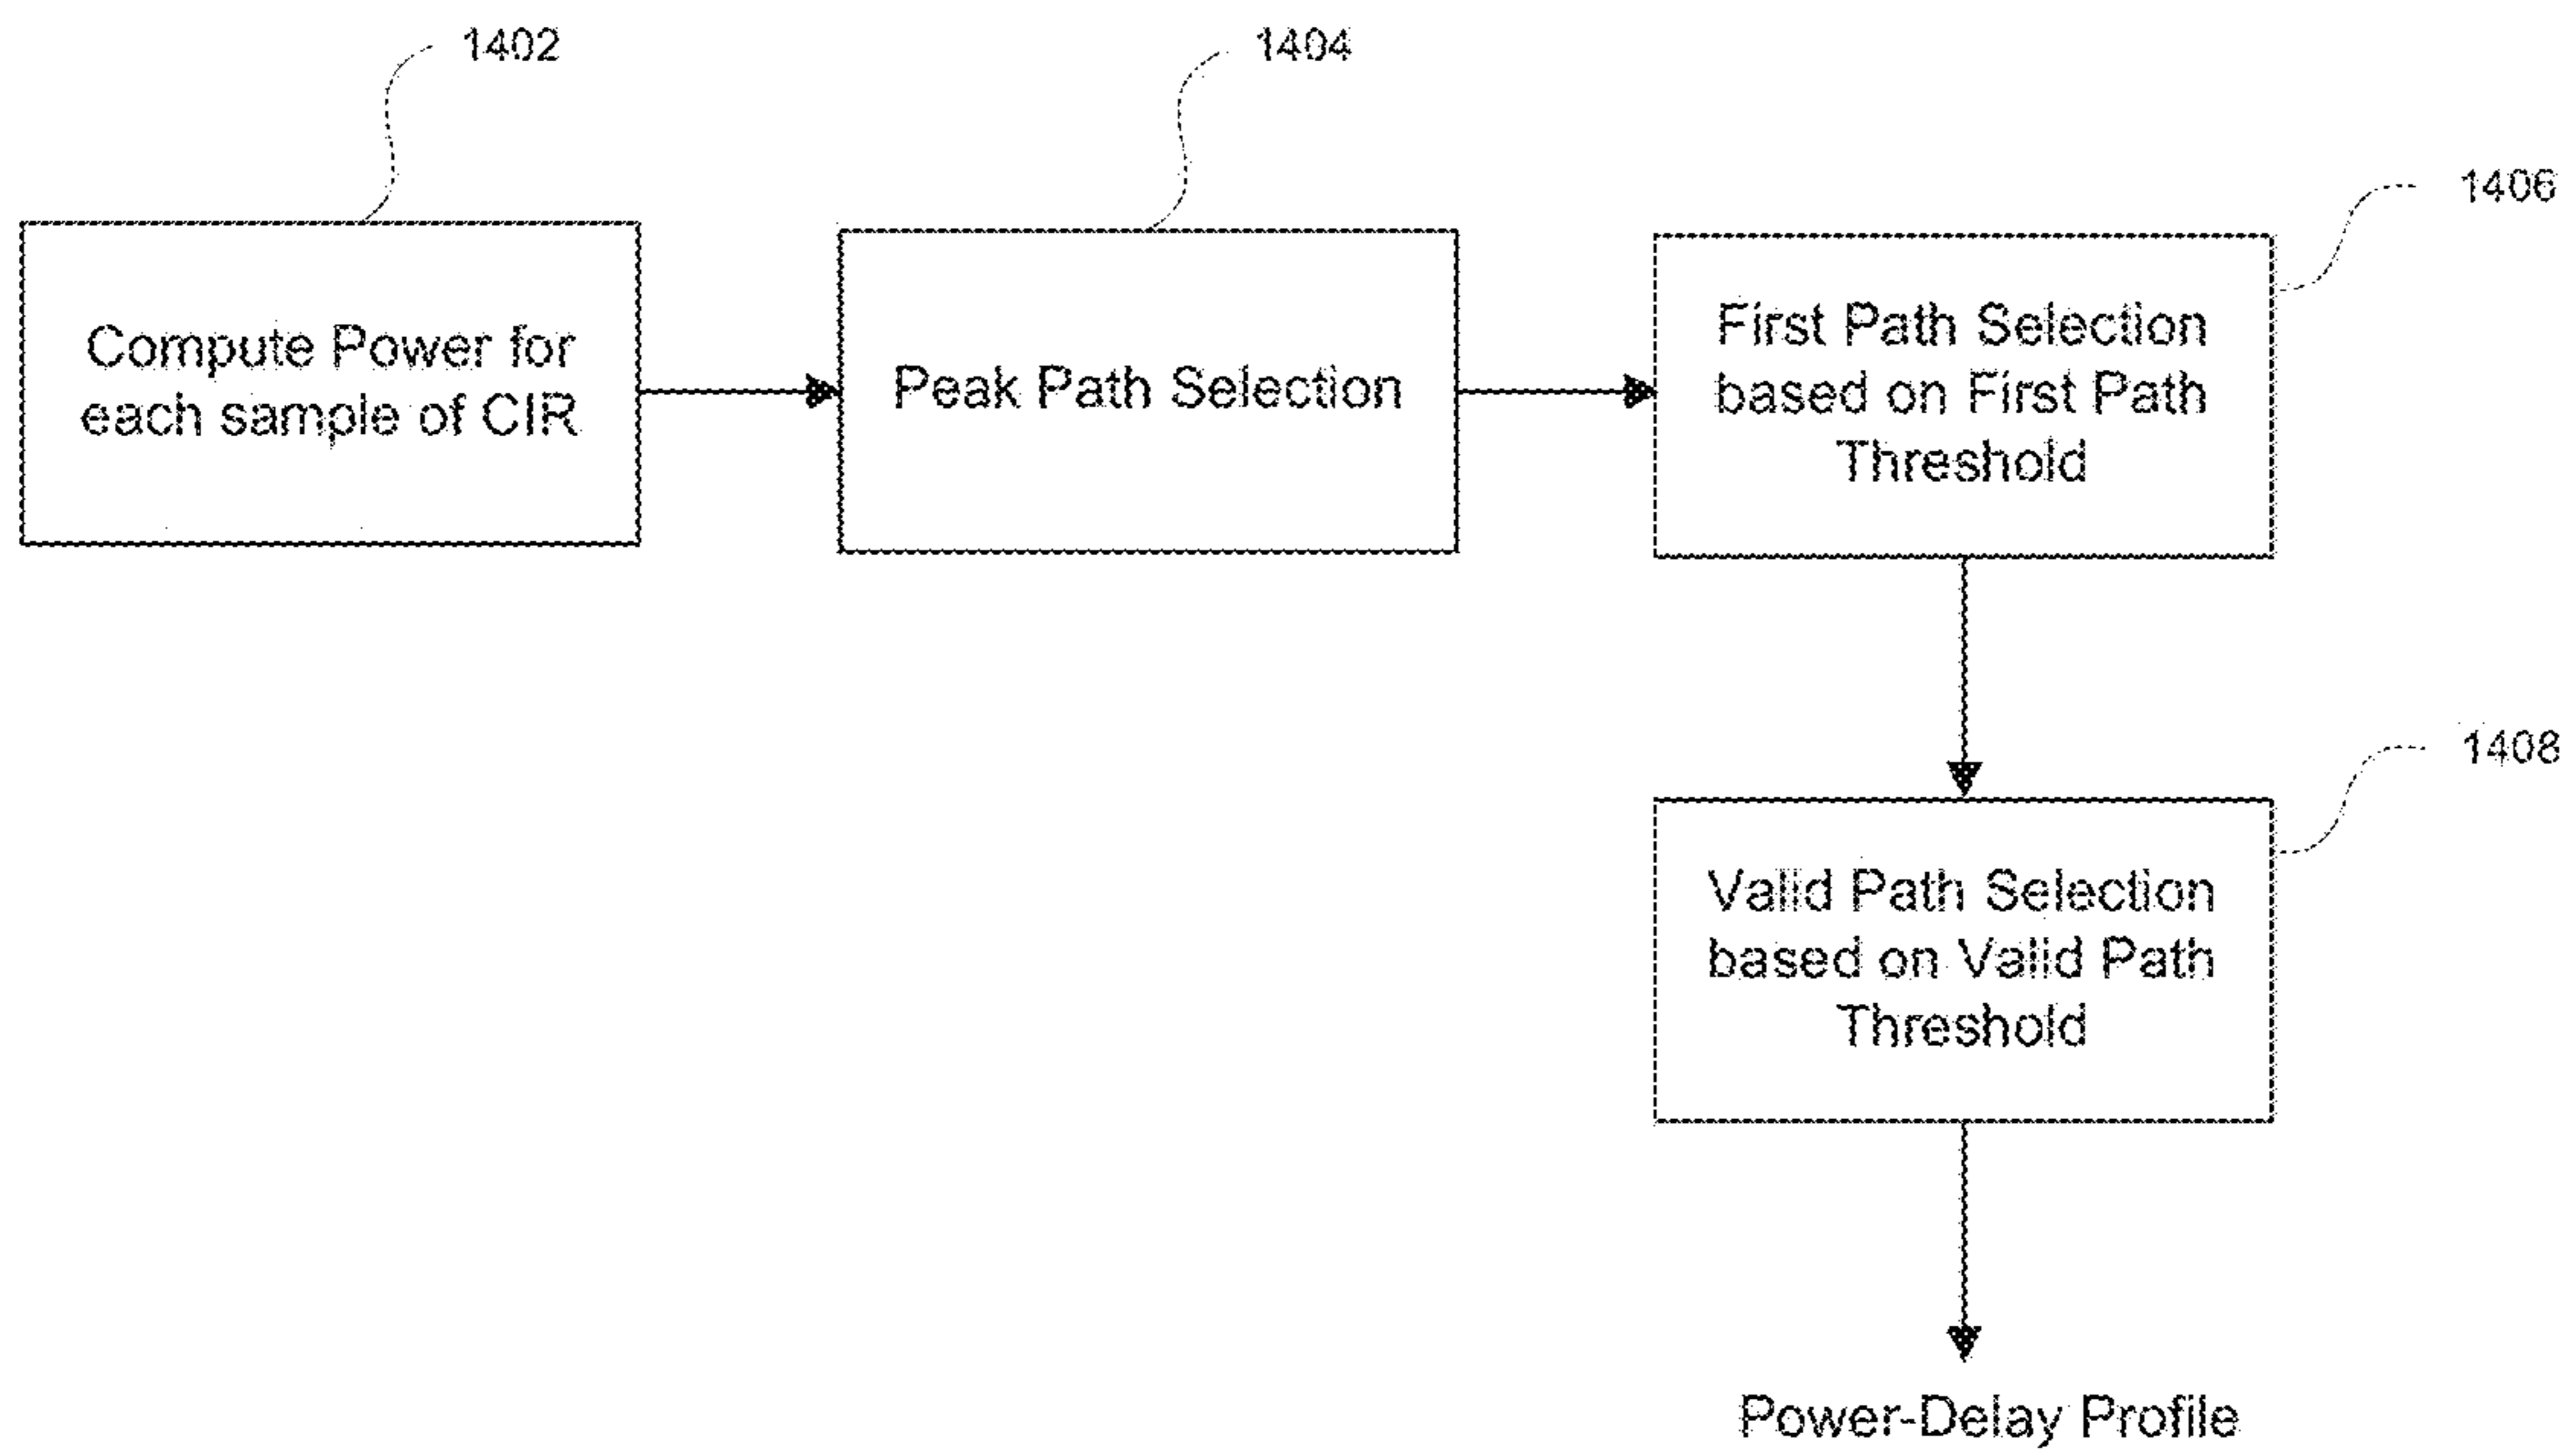 1402
1404
1406
Compute Power for
each sample of CIR
Peak Path Selection
First Path Selection
based on First Path
Threshold
1408
Valid Path Selection
based on Valid Path
Threshold
Power-Delay Profile